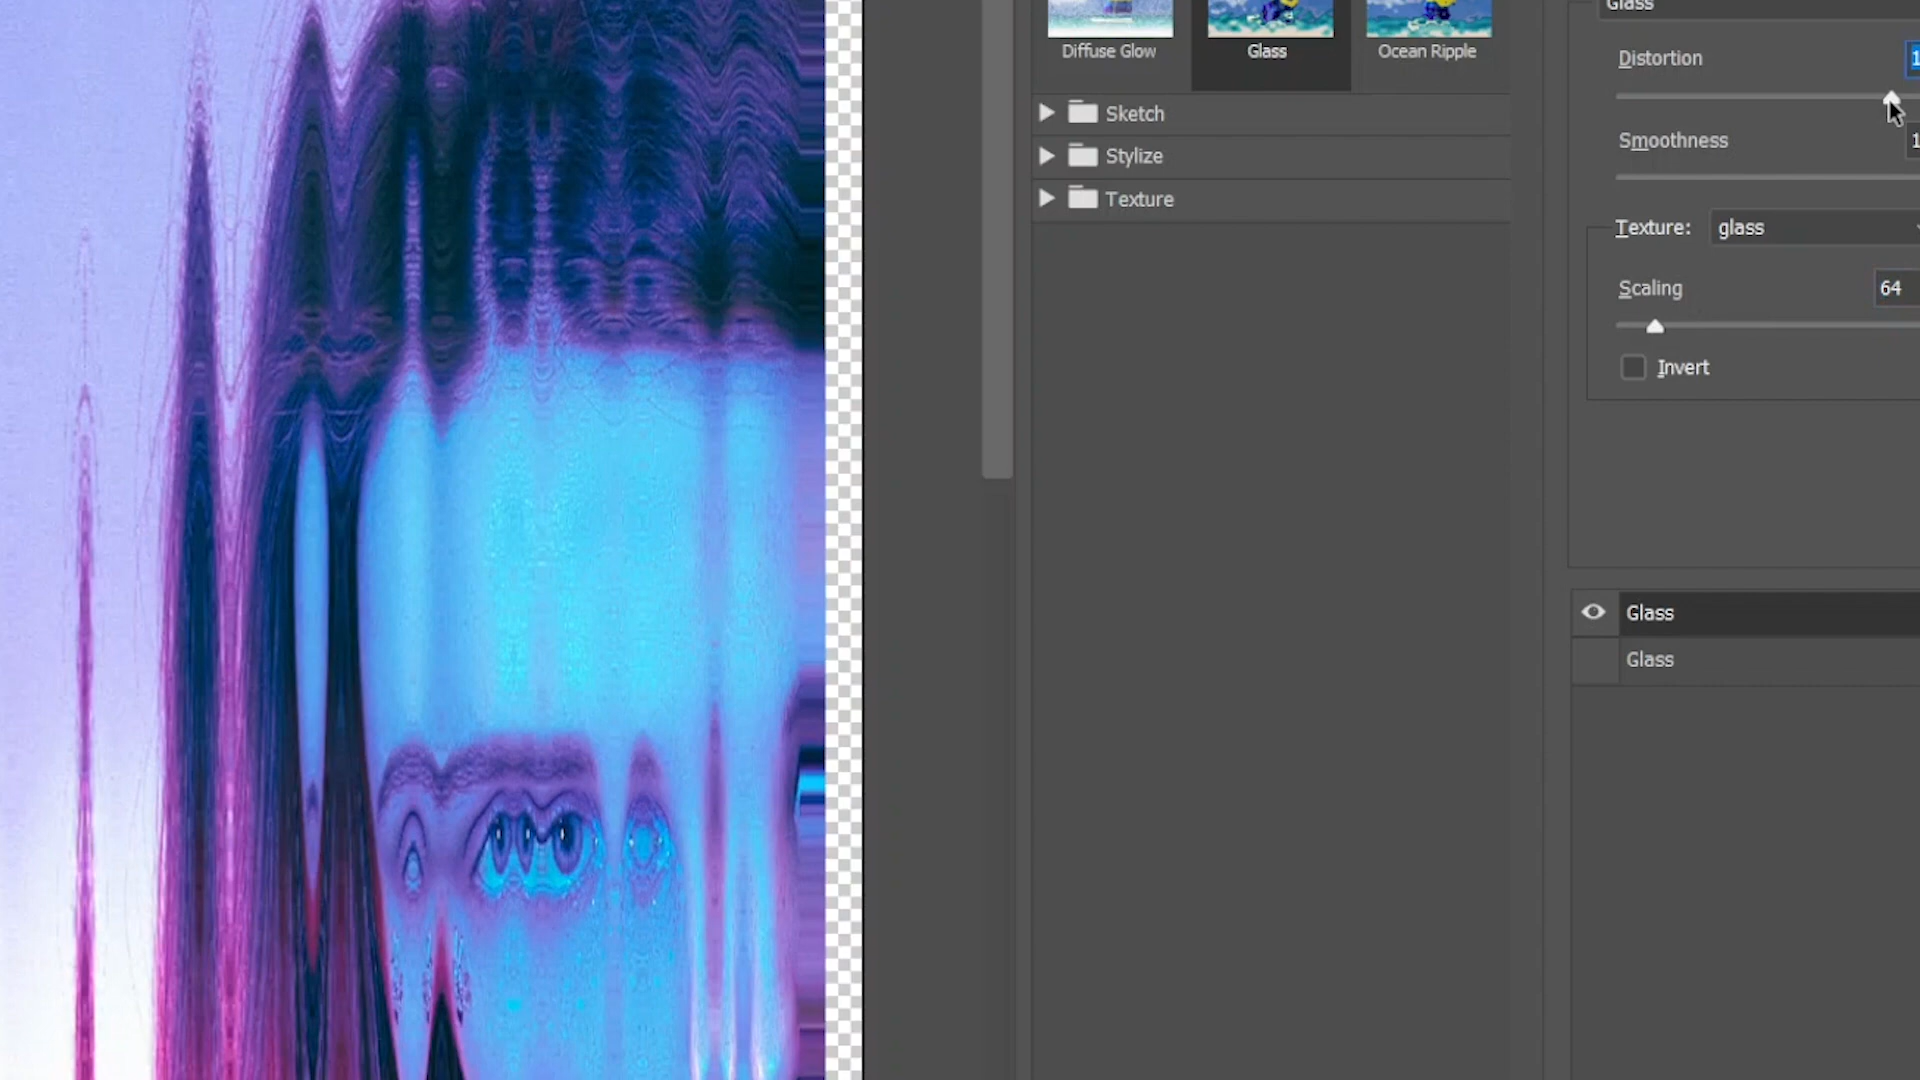 Glass
Diffuse Glow
Glass
Ocean Ripple
Distortion
Sketch
Smoothness
Stylize
Texture
Texture: glass
Scaling 64
Invert
Glass
Glass